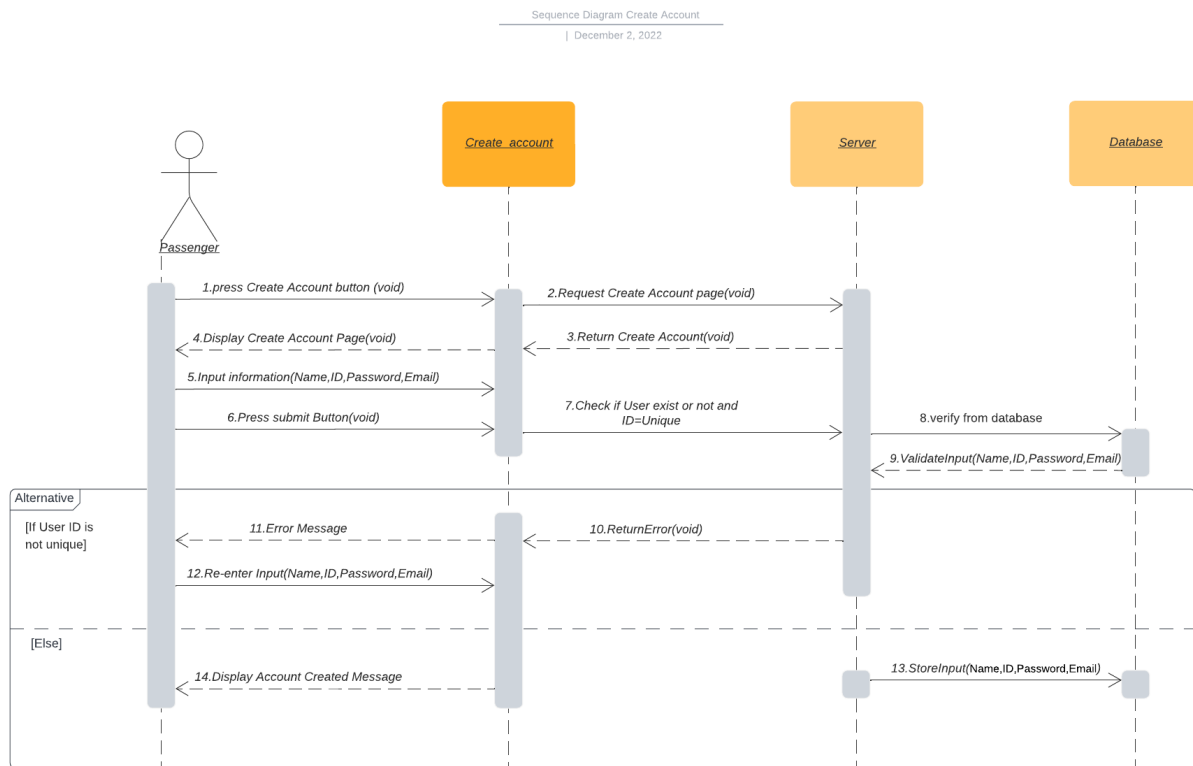 Sequence Diagram Create Account
| December 2, 2022
Create account
Server
Database
Passenger
1.press Create Account button (void)
2.Request Create Account page(void)
3.Return Create Account(void)
4.Display Create Account Page(void)
5.Input information(Name,ID,Password,Email)
6.Press submit Button(void)
7.Check if User exist or not and
ID=Unique
8.verify from database
9.ValidateInput(Name,ID,Password,Email)
Alternative
[If User ID is
not unique]
10.ReturnError(void)
11.Error Message
12.Re-enter Input(Name,ID,Password,Email)
[Else]
13.StoreInput(Name,ID,Password,Email)
14.Display Account Created Message